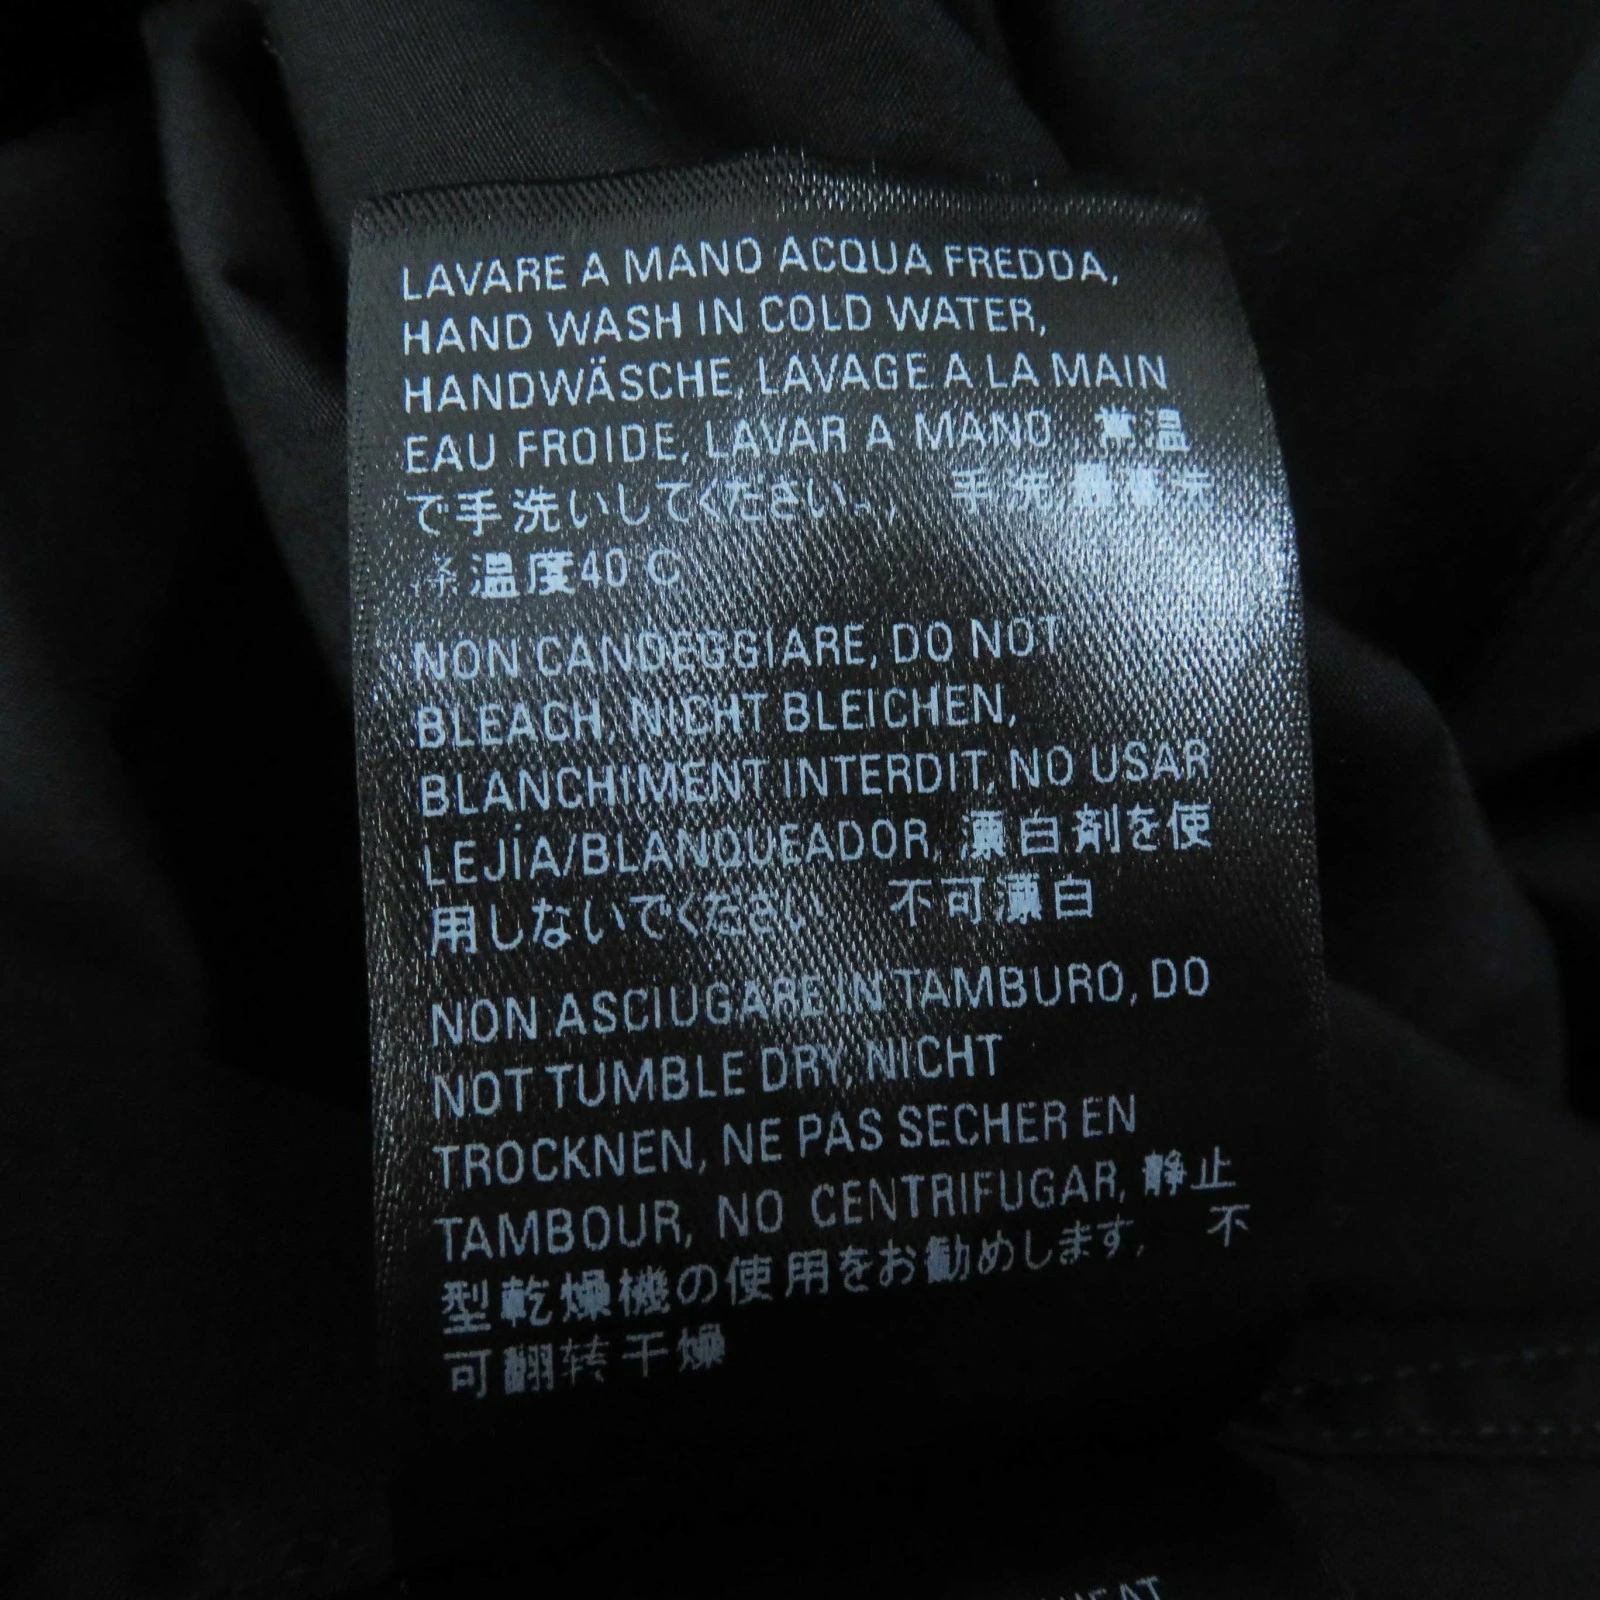 LAVARE A MANO ACQUA FREDDA,
HAND WASH IN COLD WATER,
HANDWÄSCHE, LAVAGE A LA MAIN
EAU FROIDE, LAVAR A MANO, 常温
で手洗いしてください、 手洗 洗
涤温度40 C
NON CANDEGGIARE, DO NOT
BLEACH, NICHT BLEICHEN,
BLANCHIMENT INTERDIT, NO USAR
LEJiA/BLANQUEADOR, 漂白剤を使
用しないでください 不可漂白
NON ASCIUGARE IN TAMBURO, DO
NOT TUMBLE DRY, NICHT
TROCKNEN, NE PAS SECHER EN
TAMBOUR, NO CENTRIFUGAR, 静止
型乾燥機の使用をお勧めします, 不
可翻转干燥